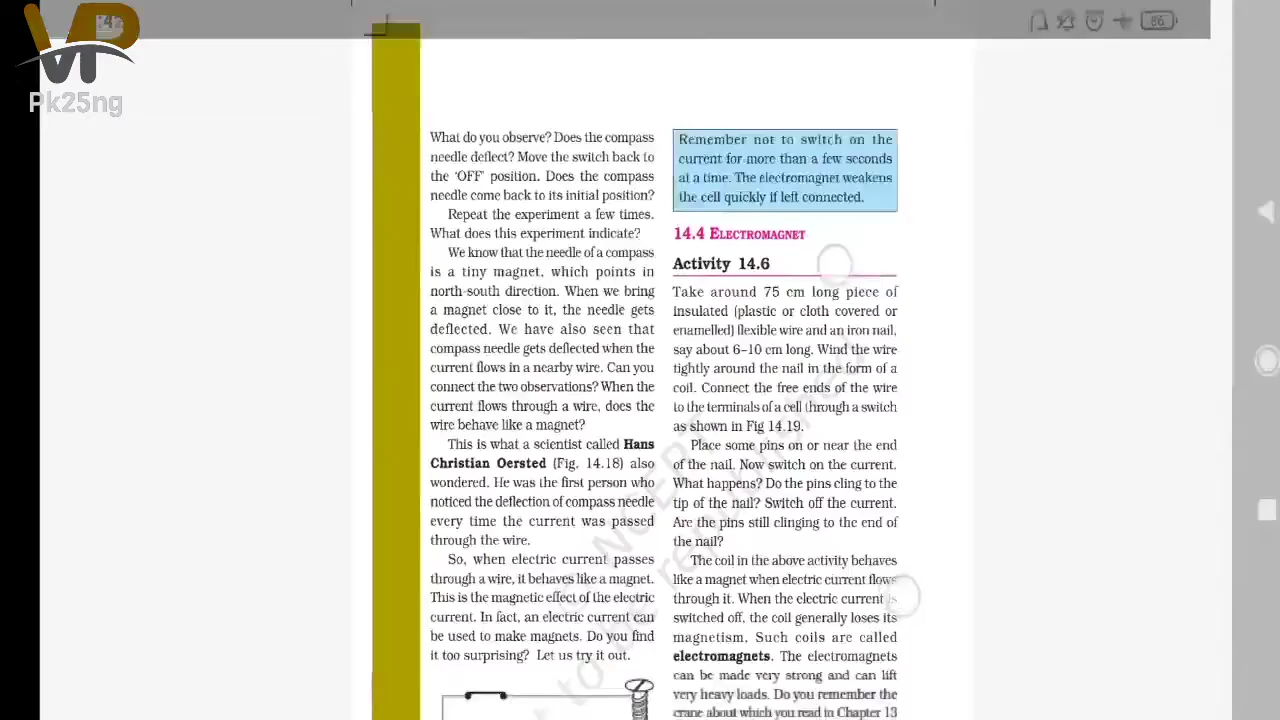 VP
Pk25ng
86
What do you observe? Does the compass
needle deflect? Move the switch back to
the ‘OFF’ position. Does the compass
needle come back to its initial position?
Repeat the experiment a few times.
What does this experiment indicate?
We know that the needle of a compass
is a tiny magnet, which points in
north-south direction. When we bring
a magnet close to it, the needle gets
deflected. We have also seen that
compass needle gets deflected when the
current flows in a nearby wire. Can you
connect the two observations? When the
current flows through a wire, does the
wire behave like a magnet?
This is what a scientist called Hans
Christian Oersted (Fig. 14.18) also
wondered. He was the first person who
noticed the deflection of compass needle
every time the current was passed
through the wire.
So, when electric current passes
through a wire, it behaves like a magnet.
This is the magnetic effect of the electric
current. In fact, an electric current can
be used to make magnets. Do you find
it too surprising? Let us try it out.
Remember not to switch on the
current for more than a few seconds
at a time. The electromagnet weakens
the cell quickly if left connected.
14.4 ELECTROMAGNET
Activity 14.6
Take around 75 cm long piece of
insulated (plastic or cloth covered or
enamelled) flexible wire and an iron nail,
say about 6–10 cm long. Wind the wire
tightly around the nail in the form of a
coil. Connect the free ends of the wire
to the terminals of a cell through a switch
as shown in Fig 14.19.
Place some pins on or near the end
of the nail. Now switch on the current.
What happens? Do the pins cling to the
tip of the nail? Switch off the current.
Are the pins still clinging to the end of
the nail?
The coil in the above activity behaves
like a magnet when electric current flows
through it. When the electric current is
switched off, the coil generally loses its
magnetism. Such coils are called
electromagnets. The electromagnets
can be made very strong and can lift
very heavy loads. Do you remember the
crane about which you read in Chapter 13
© NCERT
to be republished